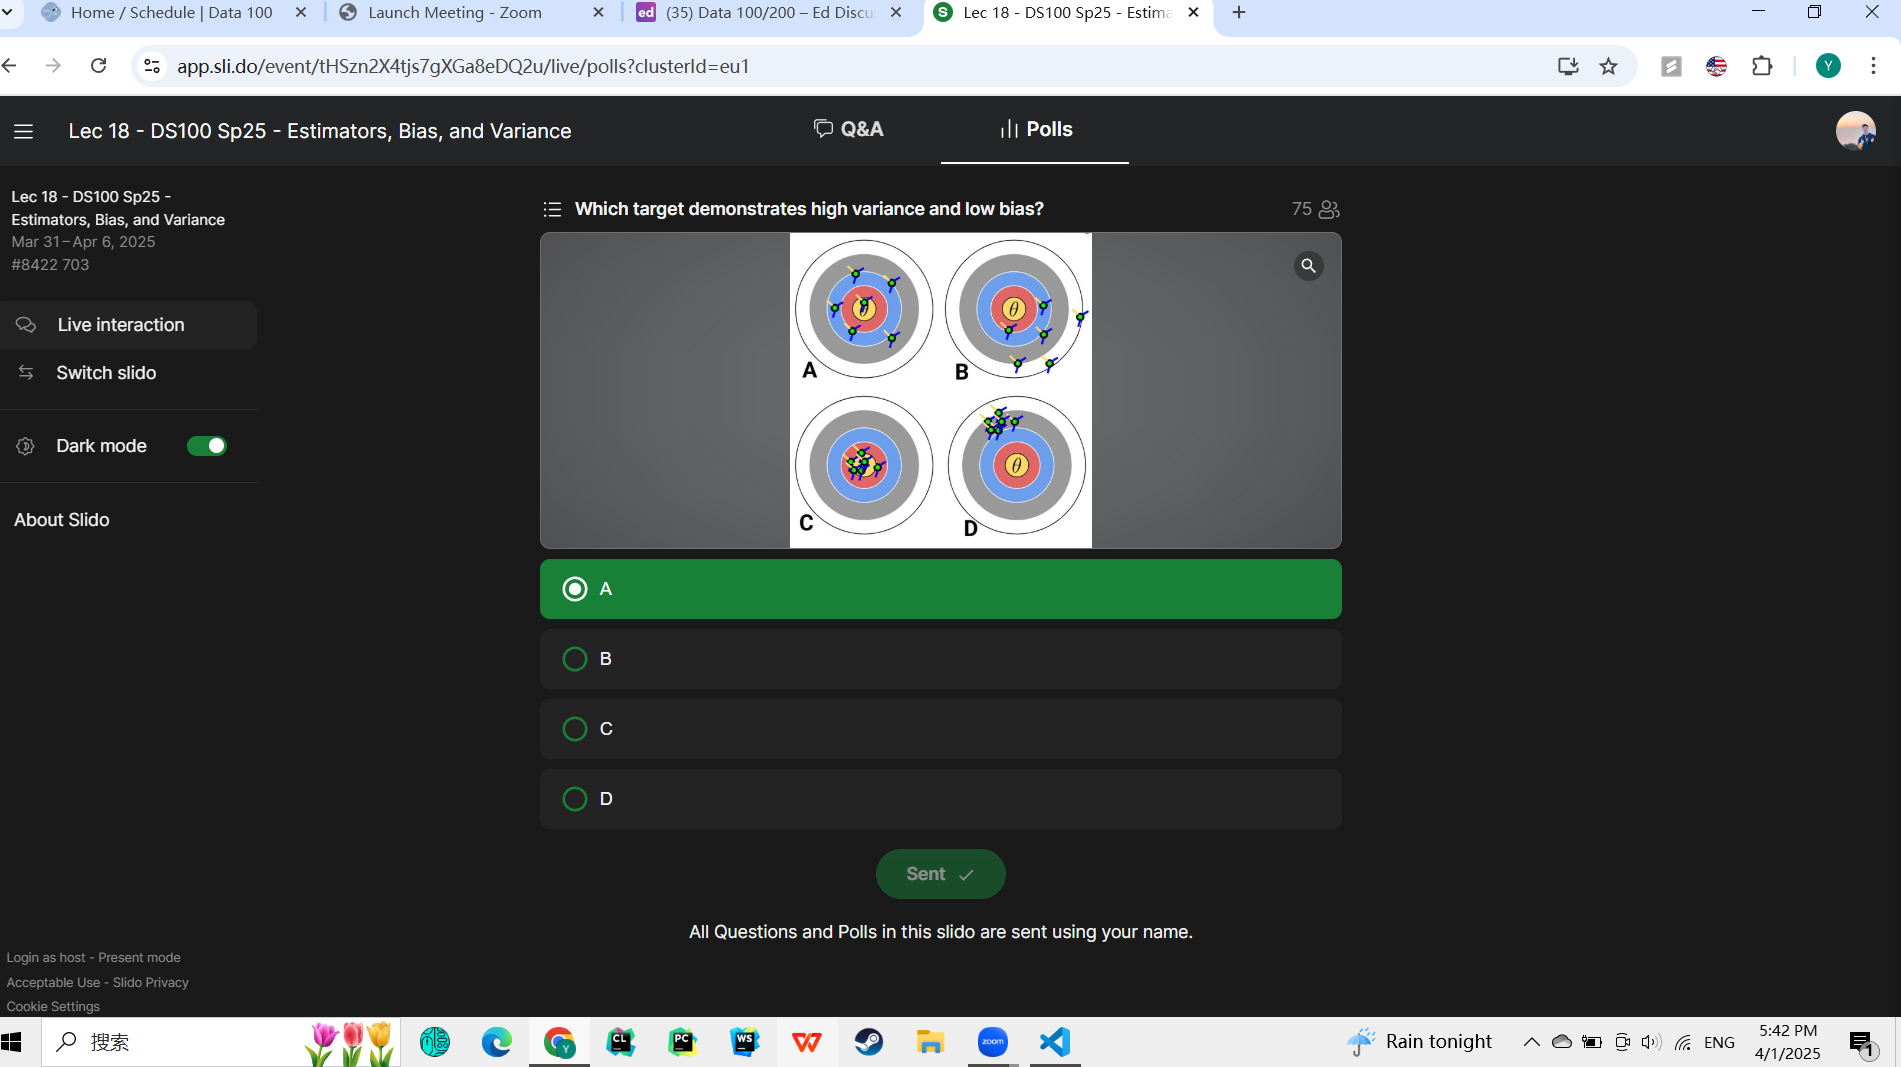 Home / Schedule | Data 100
Launch Meeting - Zoom
ed
(35) Data 100/200 – Ed Discu
S
Lec 18 - DS100 Sp25 - Estima
app.sli.do/event/tHSzn2X4tjs7gXGa8eDQ2u/live/polls?clusterId=eu1
Y
Lec 18 - DS100 Sp25 - Estimators, Bias, and Variance
Q&A
Polls
Lec 18 - DS100 Sp25 -
Estimators, Bias, and Variance
Mar 31 – Apr 6, 2025
#8422 703
Live interaction
Switch slido
Dark mode
About Slido
Which target demonstrates high variance and low bias?
75
θ
θ
A
B
θ
C
D
A
B
C
D
Sent
All Questions and Polls in this slido are sent using your name.
Login as host - Present mode
Acceptable Use - Slido Privacy
Cookie Settings
搜索
Y
CL
PC
WS
zoom
Rain tonight
ENG
5:42 PM
4/1/2025
1